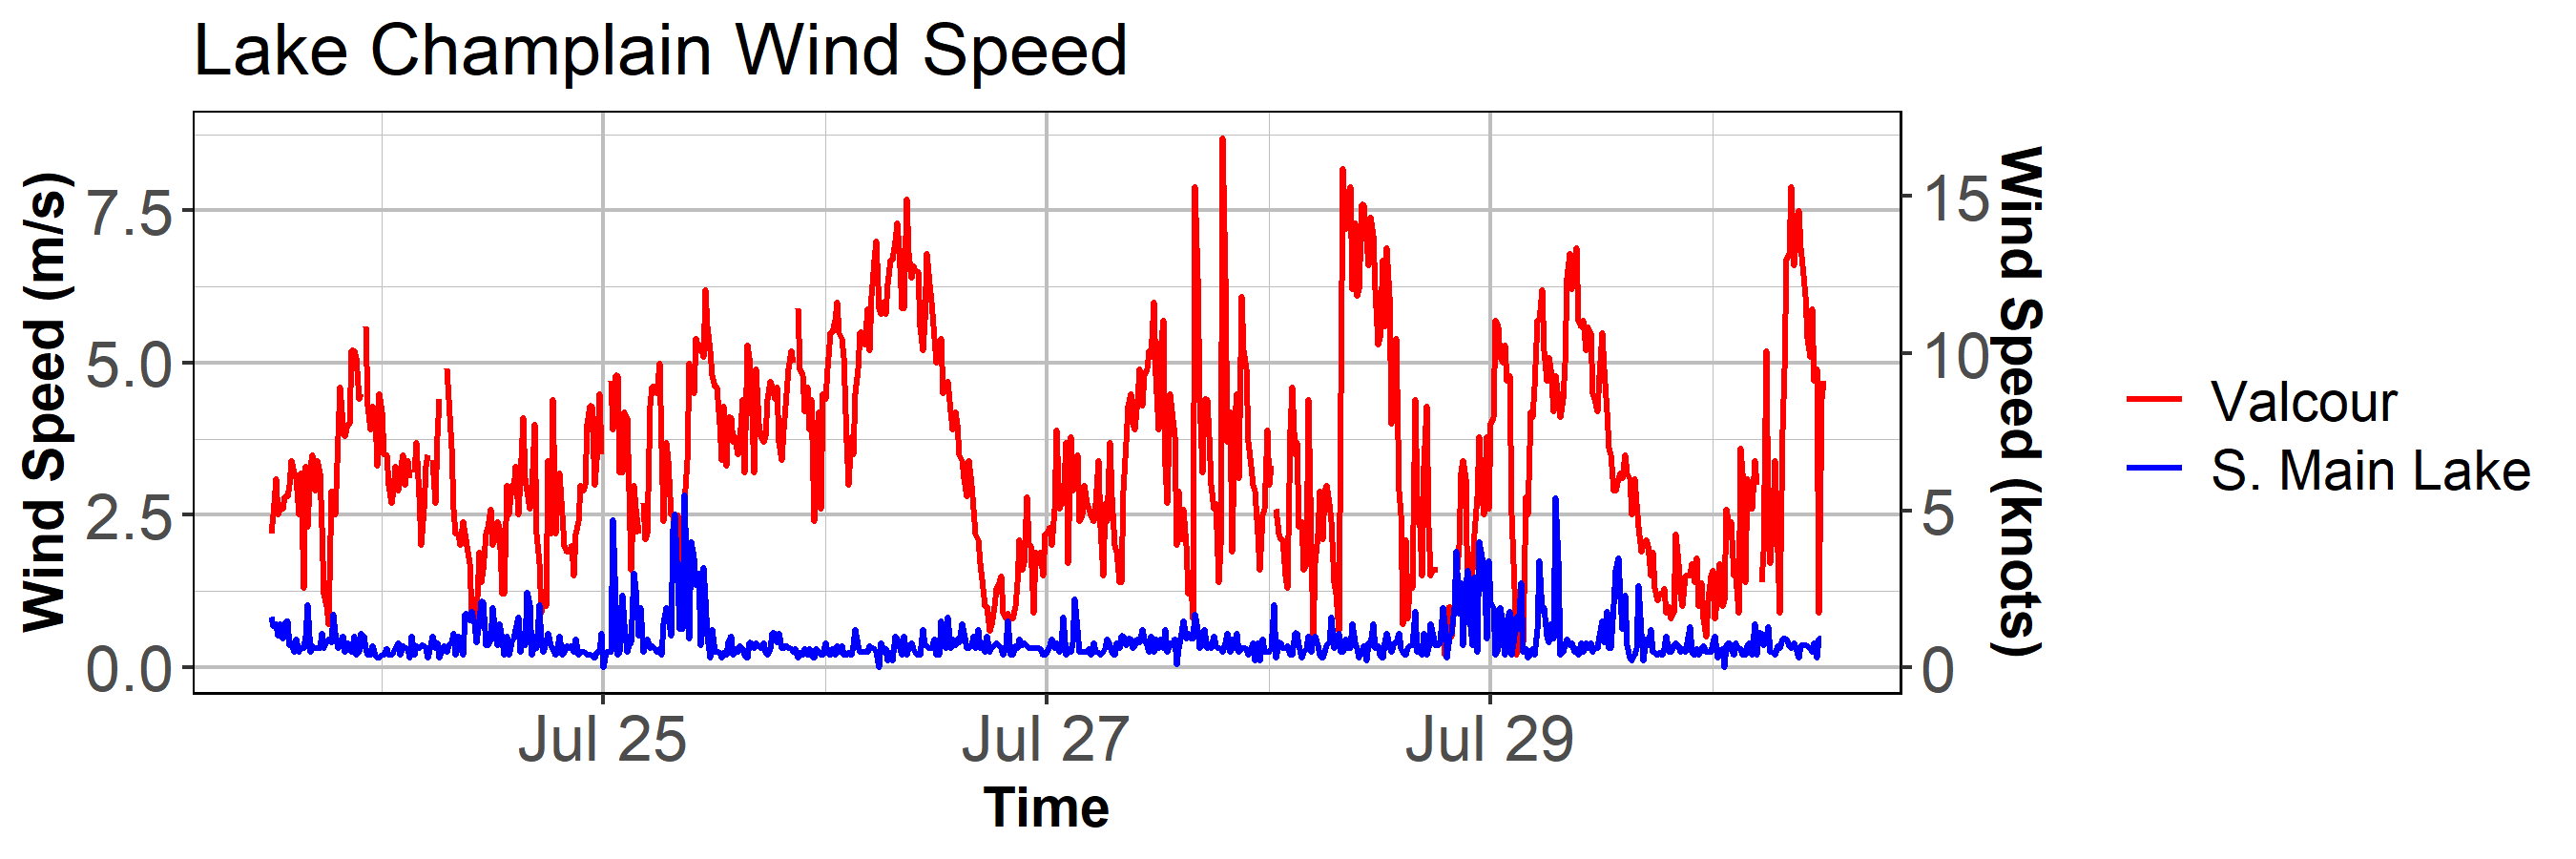 Lake Champlain Wind Speed
Wind Speed (m/s)
7.5
5.0
2.5
0.0
15
10
5
0
Wind Speed (knots)
Jul 25
Jul 27
Jul 29
Time
Valcour
S. Main Lake